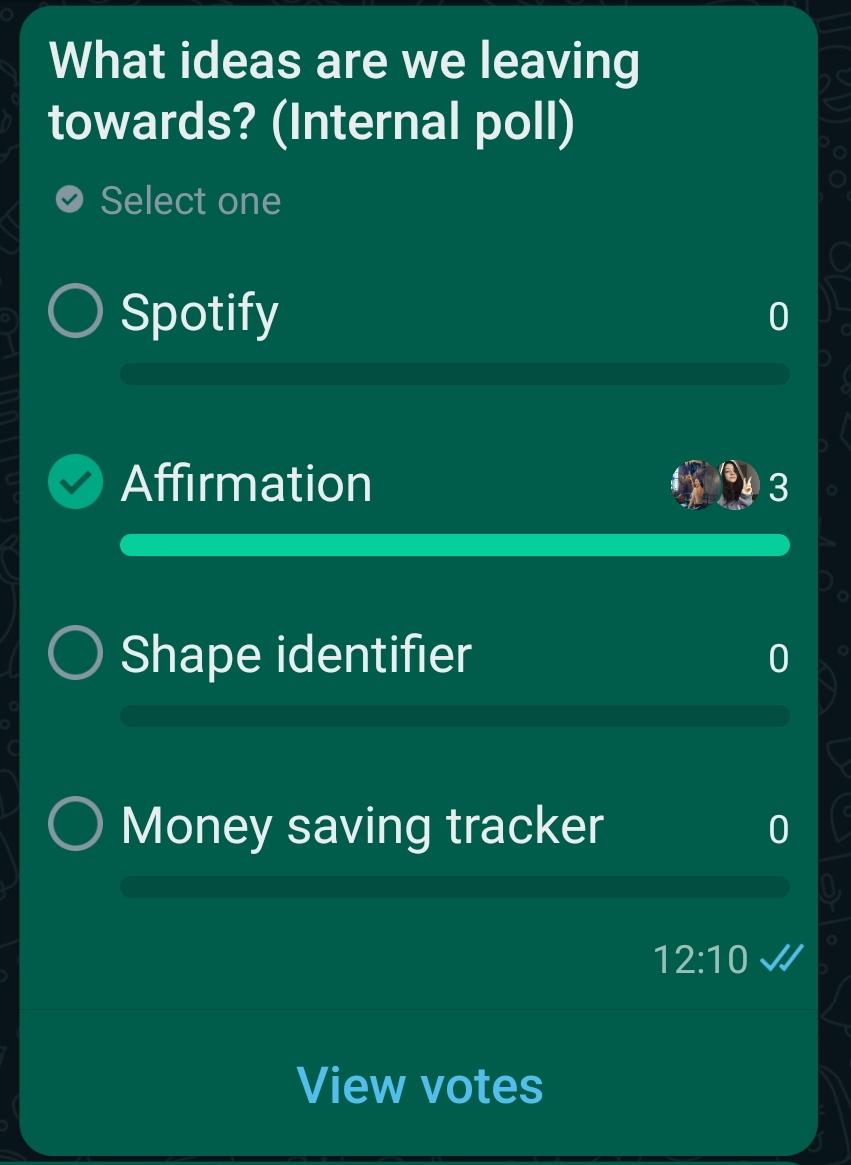 What ideas are we leaving
towards? (Internal poll)
Select one
Spotify 0
Affirmation 3
Shape identifier 0
Money saving tracker 0
12:10
View votes